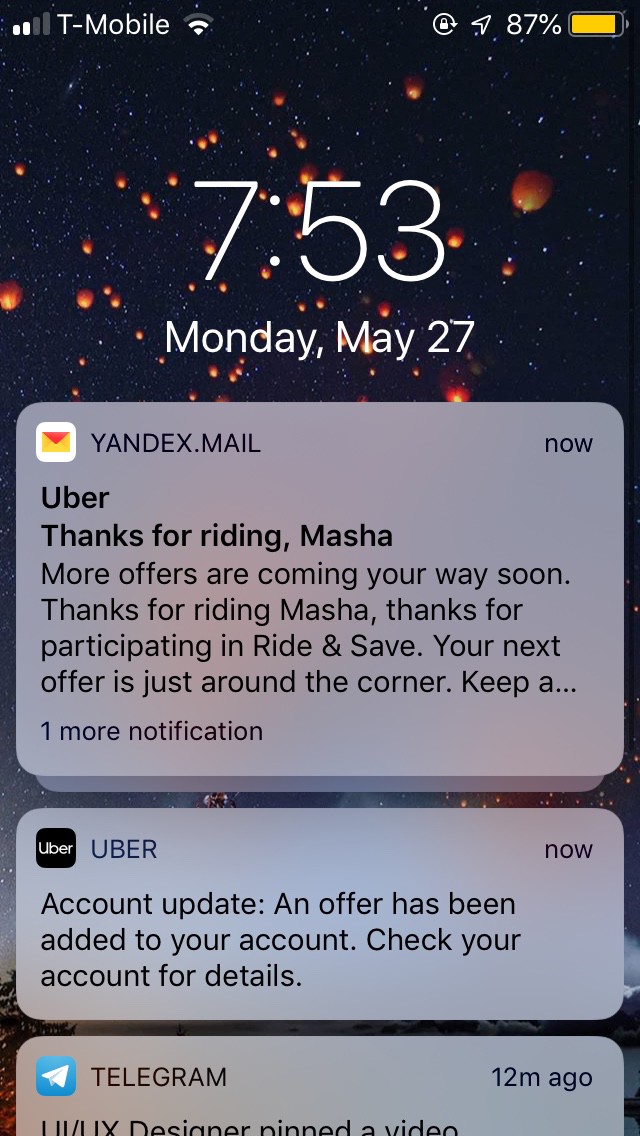 T-Mobile 87%
7:53
Monday, May 27
YANDEX.MAIL now
Uber
Thanks for riding, Masha
More offers are coming your way soon.
Thanks for riding Masha, thanks for
participating in Ride & Save. Your next
offer is just around the corner. Keep a...
1 more notification
Uber UBER now
Account update: An offer has been
added to your account. Check your
account for details.
TELEGRAM 12m ago
UI/UX Designer pinned a video